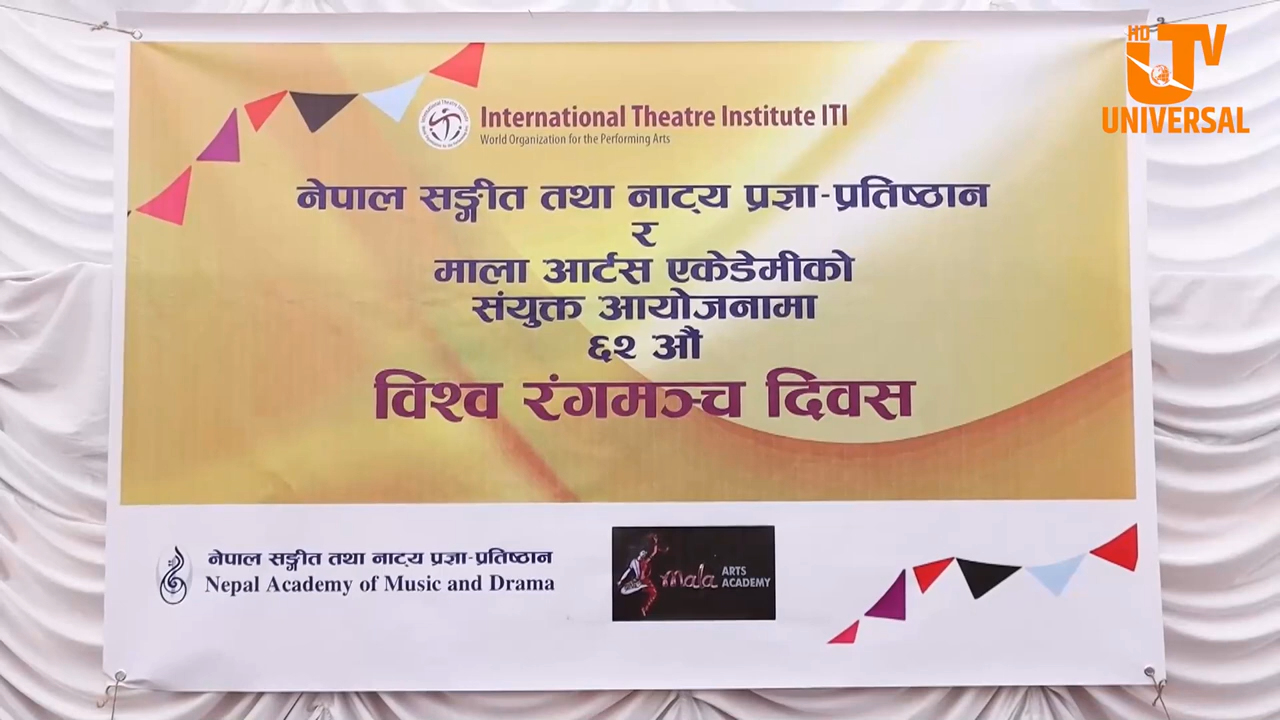 HD
UTV
UNIVERSAL
International Theatre Institute ITI
World Organization for the Performing Arts
नेपाल सङ्गीत तथा नाट्य प्रज्ञा-प्रतिष्ठान
र
माला आर्टस एकेडेमीको
संयुक्त आयोजनामा
६२ औं
विश्व रंगमञ्च दिवस
नेपाल सङ्गीत तथा नाट्य प्रज्ञा-प्रतिष्ठान
Nepal Academy of Music and Drama
mala ARTS
ACADEMY